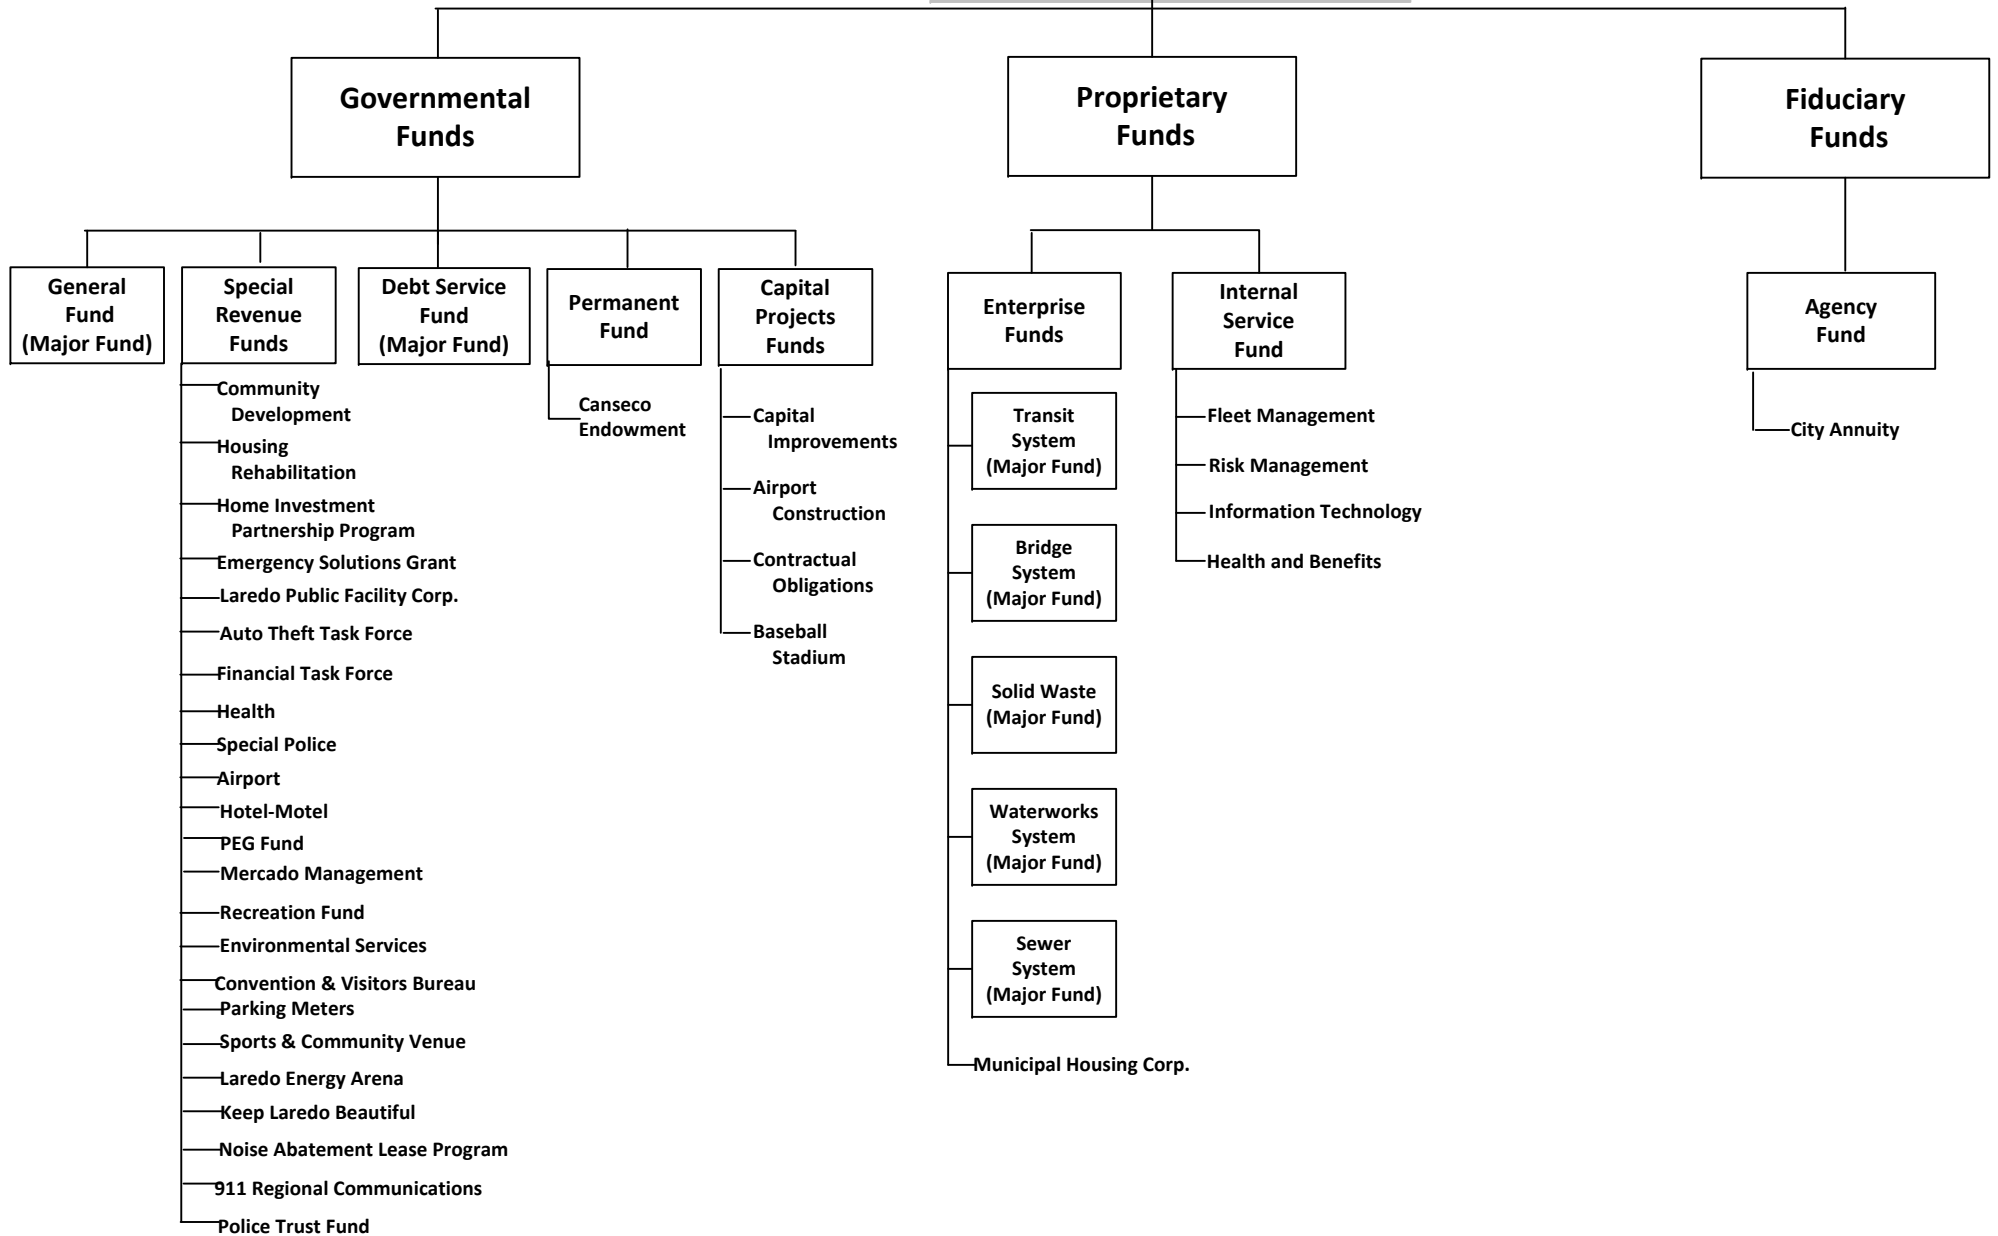 Governmental
Funds
Proprietary
Funds
Fiduciary
Funds
General
Fund
(Major Fund)
Special
Revenue
Funds
Debt Service
Fund
(Major Fund)
Permanent
Fund
Capital
Projects
Funds
Enterprise
Funds
Internal
Service
Fund
Agency
Fund
Community
Development
Housing
Rehabilitation
Home Investment
Partnership Program
Emergency Solutions Grant
Laredo Public Facility Corp.
Auto Theft Task Force
Financial Task Force
Health
Special Police
Airport
Hotel-Motel
PEG Fund
Mercado Management
Recreation Fund
Environmental Services
Convention & Visitors Bureau
Parking Meters
Sports & Community Venue
Laredo Energy Arena
Keep Laredo Beautiful
Noise Abatement Lease Program
911 Regional Communications
Police Trust Fund
Canseco
Endowment
Capital
Improvements
Airport
Construction
Contractual
Obligations
Baseball
Stadium
Transit
System
(Major Fund)
Bridge
System
(Major Fund)
Solid Waste
(Major Fund)
Waterworks
System
(Major Fund)
Sewer
System
(Major Fund)
Municipal Housing Corp.
Fleet Management
Risk Management
Information Technology
Health and Benefits
City Annuity